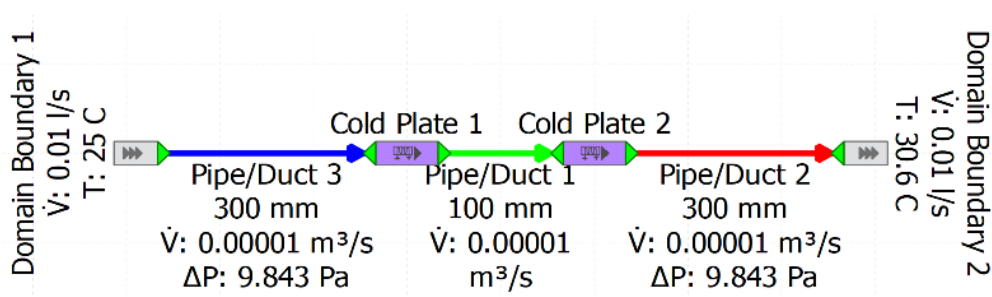 Domain Boundary 1
V̇: 0.01 l/s
T: 25 C
Cold Plate 1
Cold Plate 2
Pipe/Duct 3
300 mm
V̇: 0.00001 m³/s
ΔP: 9.843 Pa
Pipe/Duct 1
100 mm
V̇: 0.00001
m³/s
Pipe/Duct 2
300 mm
V̇: 0.00001 m³/s
ΔP: 9.843 Pa
Domain Boundary 2
V̇: 0.01 l/s
T: 30.6 C